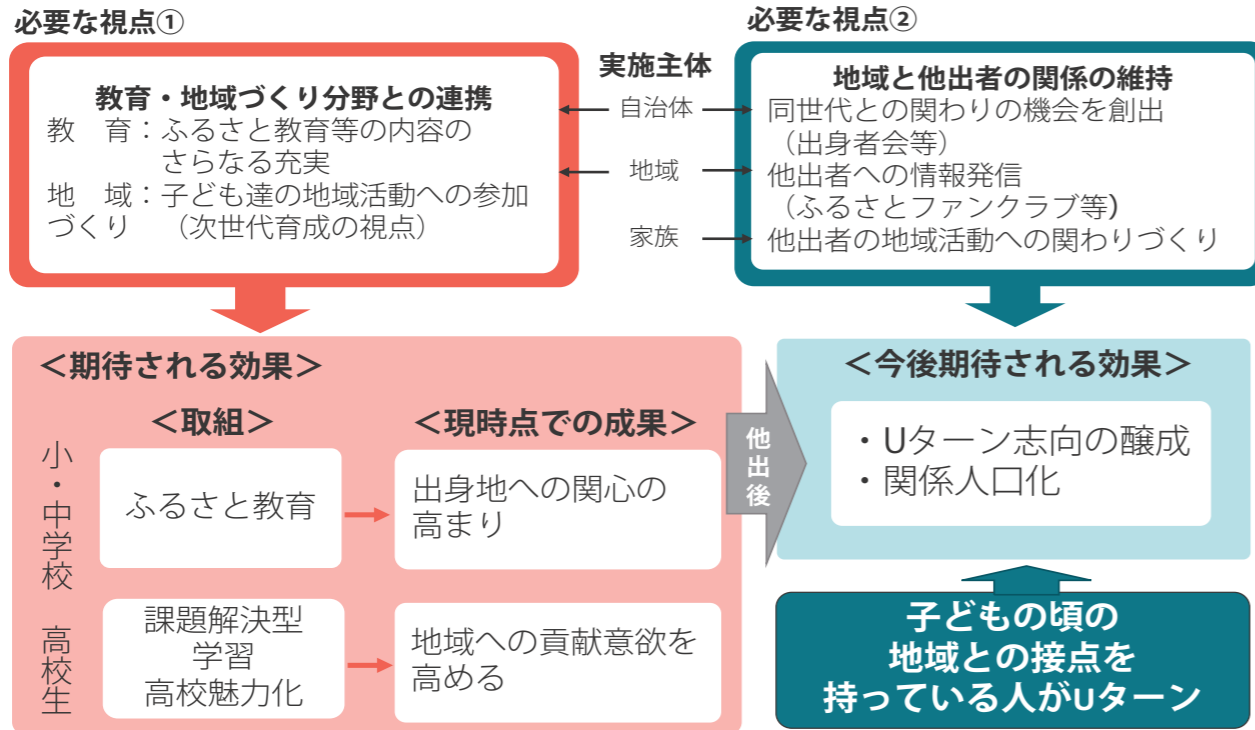 必要な視点①
教育・地域づくり分野との連携
教　育：ふるさと教育等の内容の
さらなる充実
地　域：子ども達の地域活動への参加
づくり　（次世代育成の視点）
実施主体
自治体
地域
家族
必要な視点②
地域と他出者の関係の維持
同世代との関わりの機会を創出
（出身者会等）
他出者への情報発信
（ふるさとファンクラブ等）
他出者の地域活動への関わりづくり
＜期待される効果＞
＜取組＞
＜現時点での成果＞
小・中学校
ふるさと教育
出身地への関心の
高まり
高校生
課題解決型
学習
高校魅力化
地域への貢献意欲を
高める
他出後
＜今後期待される効果＞
・Uターン志向の醸成
・関係人口化
子どもの頃の
地域との接点を
持っている人がUターン